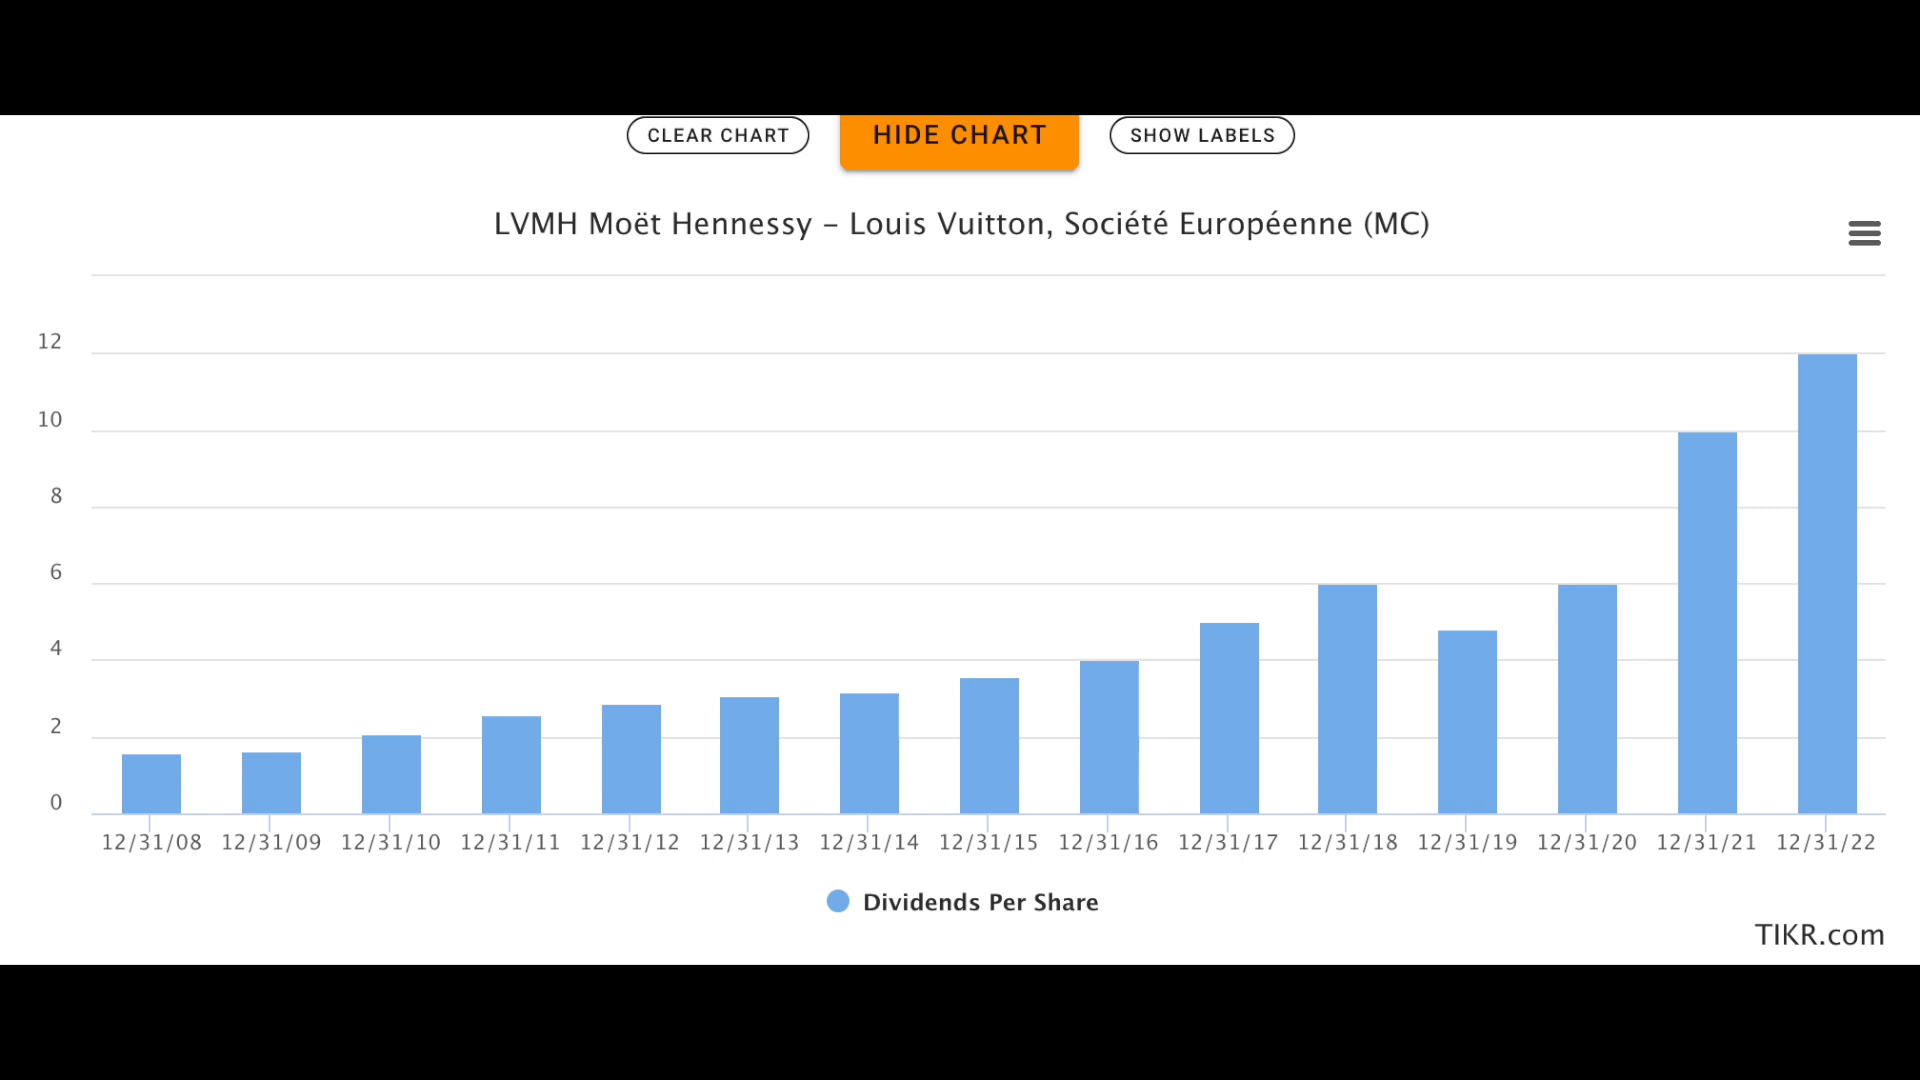 CLEAR CHART
HIDE CHART
SHOW LABELS
LVMH Moët Hennessy – Louis Vuitton, Société Européenne (MC)
12
10
8
6
4
2
0
12/31/08 12/31/09 12/31/10 12/31/11 12/31/12 12/31/13 12/31/14 12/31/15 12/31/16 12/31/17 12/31/18 12/31/19 12/31/20 12/31/21 12/31/22
Dividends Per Share
TIKR.com